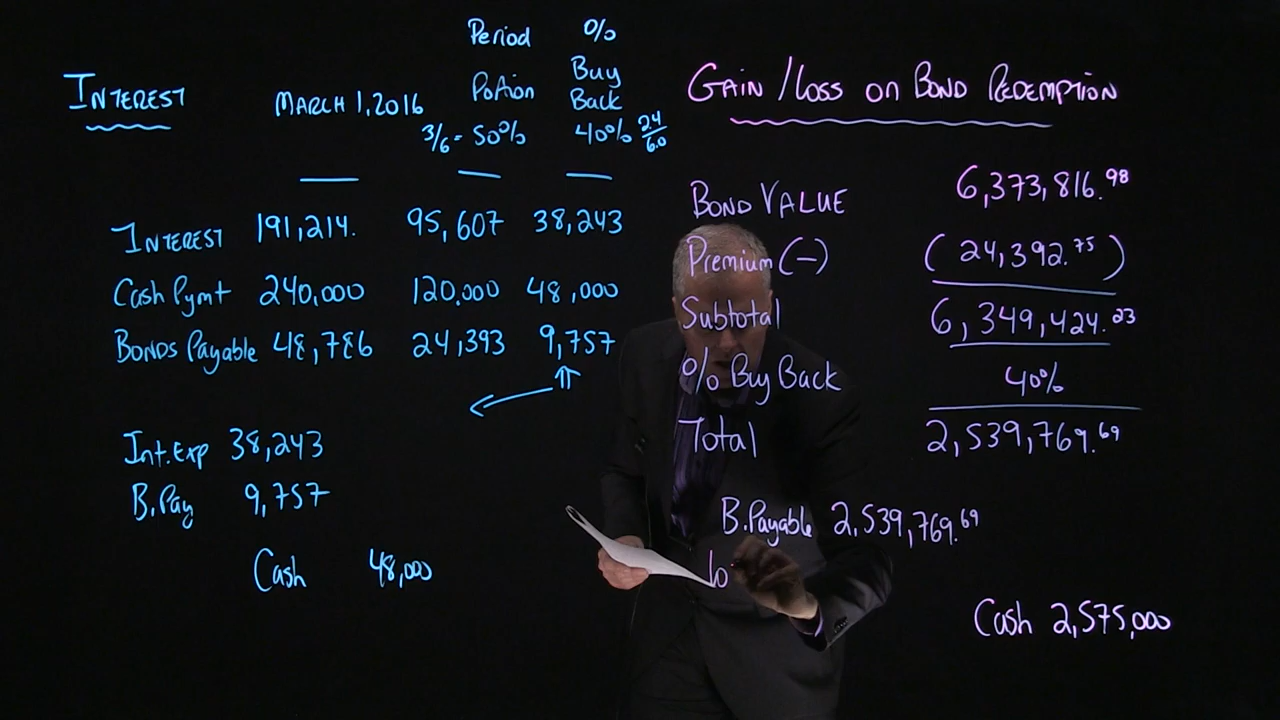 INTEREST
MARCH 1, 2016
Period
Potion
3/6 = 50%
%
Buy
Back
40% 24/6.0
INTEREST 191,214. 95,607 38,243
Cash Pymt 240,000 120,000 48,000
BONDS Payable 48,786 24,393 9,757
Int. Exp 38,243
B. Pay 9,757
Cash 48,000
GAIN / LOSS ON BOND REDEMPTION
BOND VALUE 6,373,816.98
Premium (-) (24,392.75)
Subtotal 6,349,424.23
% Buy Back 40%
Total 2,539,769.69
B. Payable 2,539,769.69
lo
Cash 2,575,000